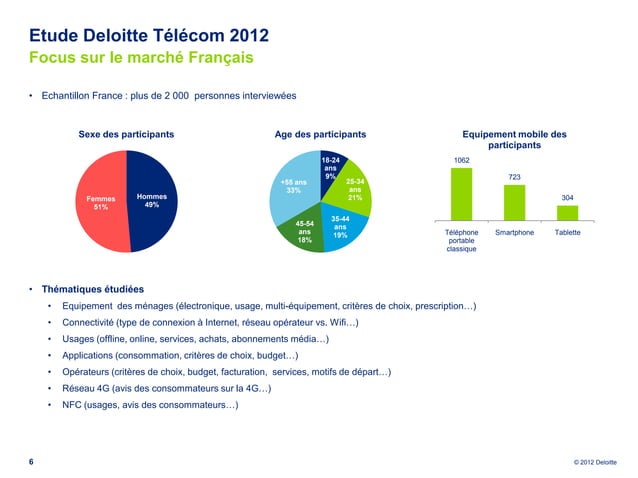 Etude Deloitte Télécom 2012
Focus sur le marché Français
• Echantillon France : plus de 2 000 personnes interviewées
Sexe des participants
Femmes
51%
Hommes
49%
Age des participants
18-24
ans
9%
25-34
ans
21%
35-44
ans
19%
45-54
ans
18%
+55 ans
33%
Equipement mobile des
participants
1062
723
304
Téléphone
portable
classique
Smartphone
Tablette
• Thématiques étudiées
• Equipement des ménages (électronique, usage, multi-équipement, critères de choix, prescription…)
• Connectivité (type de connexion à Internet, réseau opérateur vs. Wifi…)
• Usages (offline, online, services, achats, abonnements média…)
• Applications (consommation, critères de choix, budget…)
• Opérateurs (critères de choix, budget, facturation, services, motifs de départ…)
• Réseau 4G (avis des consommateurs sur la 4G…)
• NFC (usages, avis des consommateurs…)
6
© 2012 Deloitte